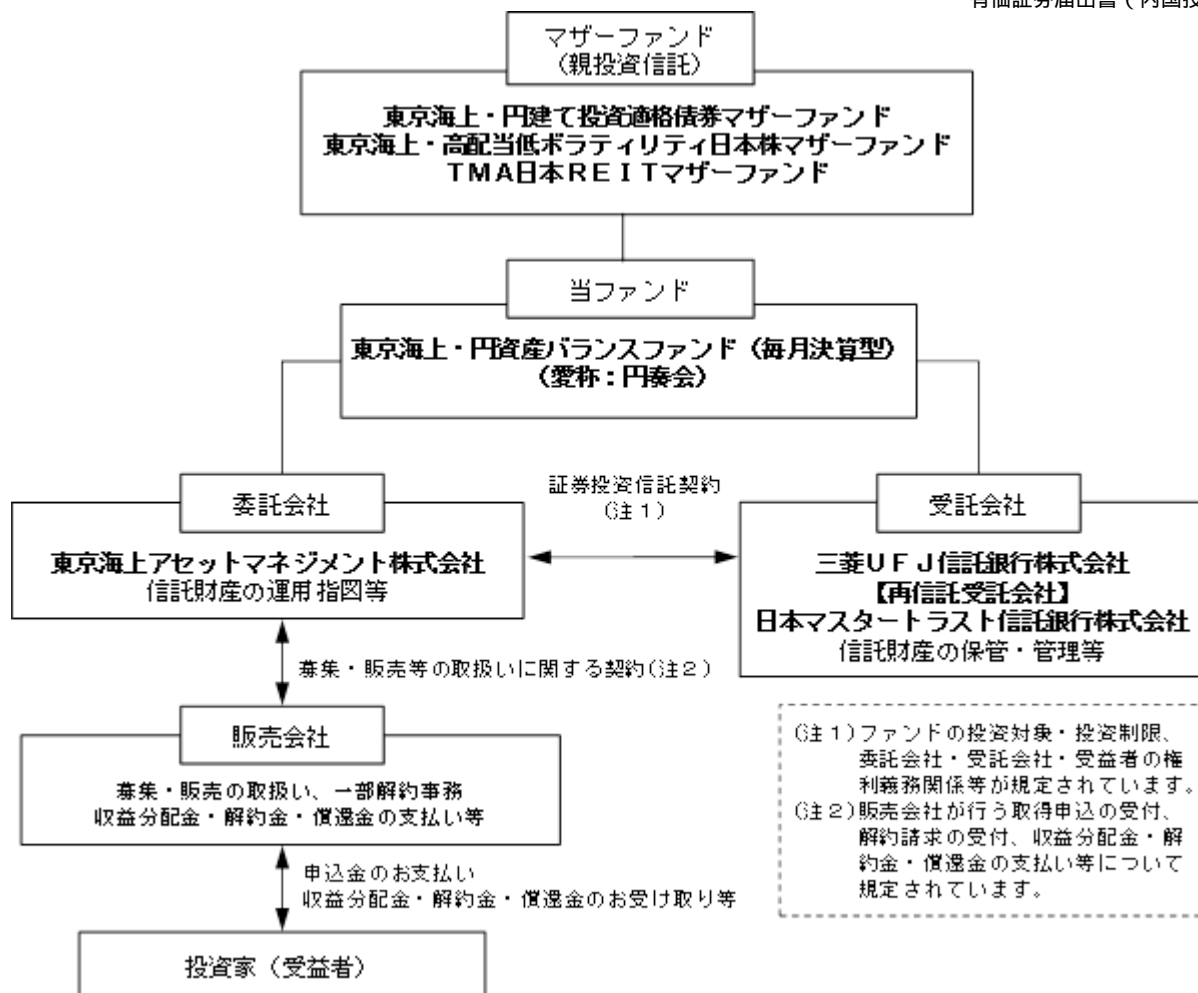 有価証券届出書(内国投
マザーファンド
(親投資信託)
東京海上・円建て投資適格債券マザーファンド
東京海上・高配当低ボラティリティ日本株マザーファンド
TMA日本REITマザーファンド
当ファンド
東京海上・円資産バランスファンド(毎月決算型)
(愛称:円奏会)
委託会社
東京海上アセットマネジメント株式会社
信託財産の運用指図等
証券投資信託契約
(注1)
受託会社
三菱UFJ信託銀行株式会社
【再信託受託会社】
日本マスタートラスト信託銀行株式会社
信託財産の保管・管理等
募集・販売等の取扱いに関する契約(注2)
販売会社
募集・販売の取扱い、一部解約事務
収益分配金・解約金・償還金の支払い等
申込金のお支払い
収益分配金・解約金・償還金のお受け取り等
投資家(受益者)
(注1)ファンドの投資対象・投資制限、
委託会社・受託会社・受益者の権
利義務関係等が規定されています。
(注2)販売会社が行う取得申込の受付、
解約請求の受付、収益分配金・解
約金・償還金の支払い等について
規定されています。